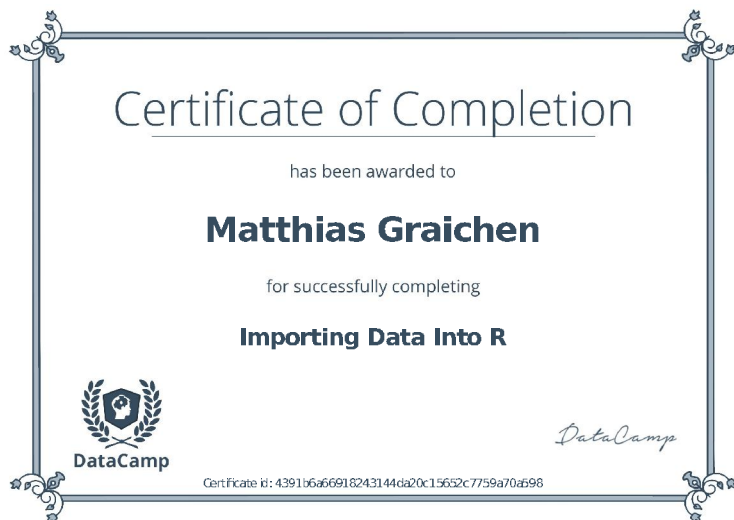 Certificate of Completion
has been awarded to
Matthias Graichen
for successfully completing
Importing Data Into R
DataCamp
DataCamp
Certificate id: 4391b6a66918243144da20c15652c7759a70a598